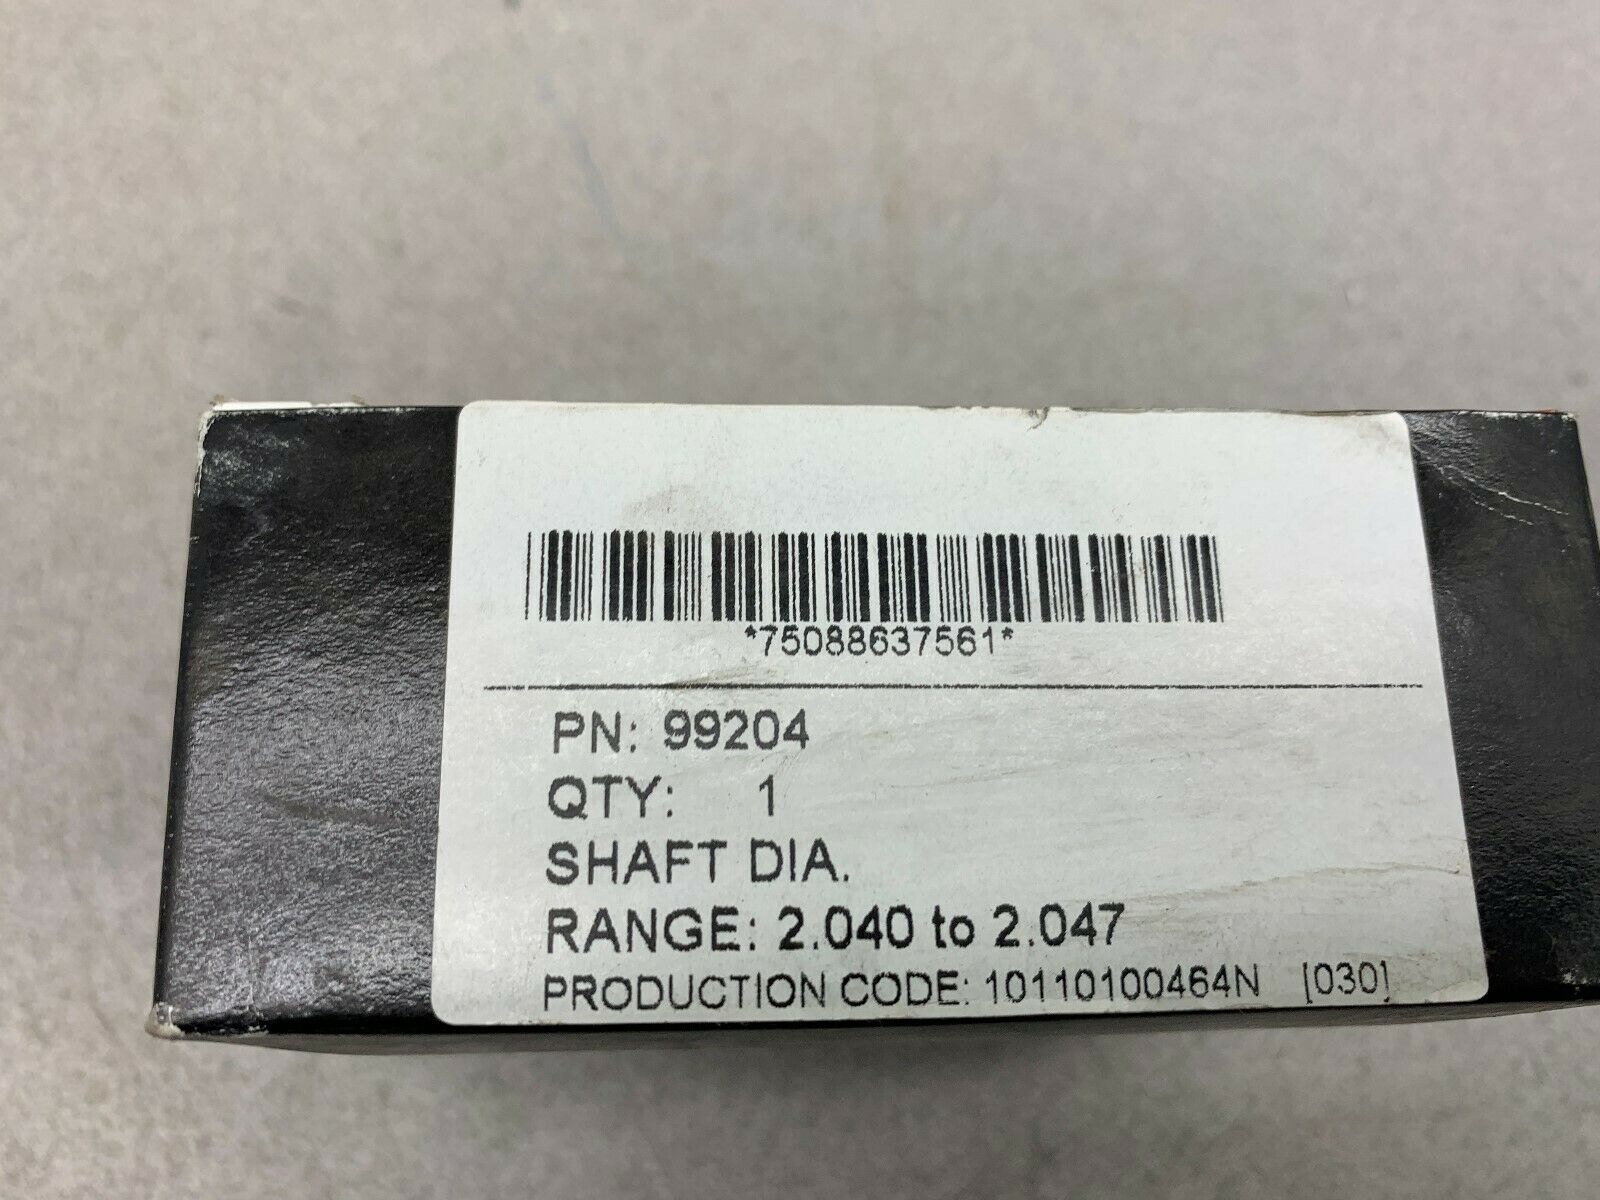 *75088637561*
PN: 99204
QTY: 1
SHAFT DIA.
RANGE: 2.040 to 2.047
PRODUCTION CODE: 10110100464N [030]